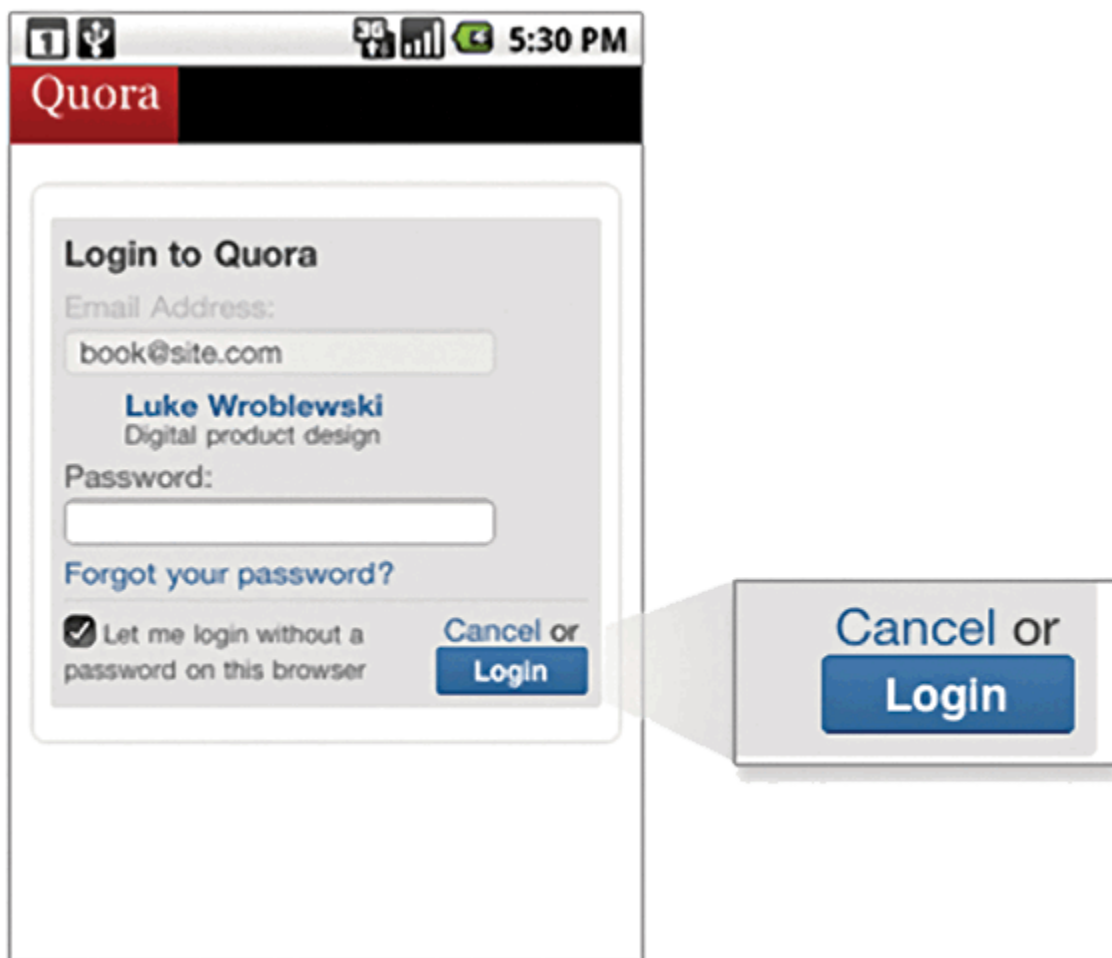 1 3G 5:30 PM
Quora
Login to Quora
Email Address:
book@site.com
Luke Wroblewski
Digital product design
Password:
Forgot your password?
Let me login without a
password on this browser
Cancel or
Login
Cancel or
Login